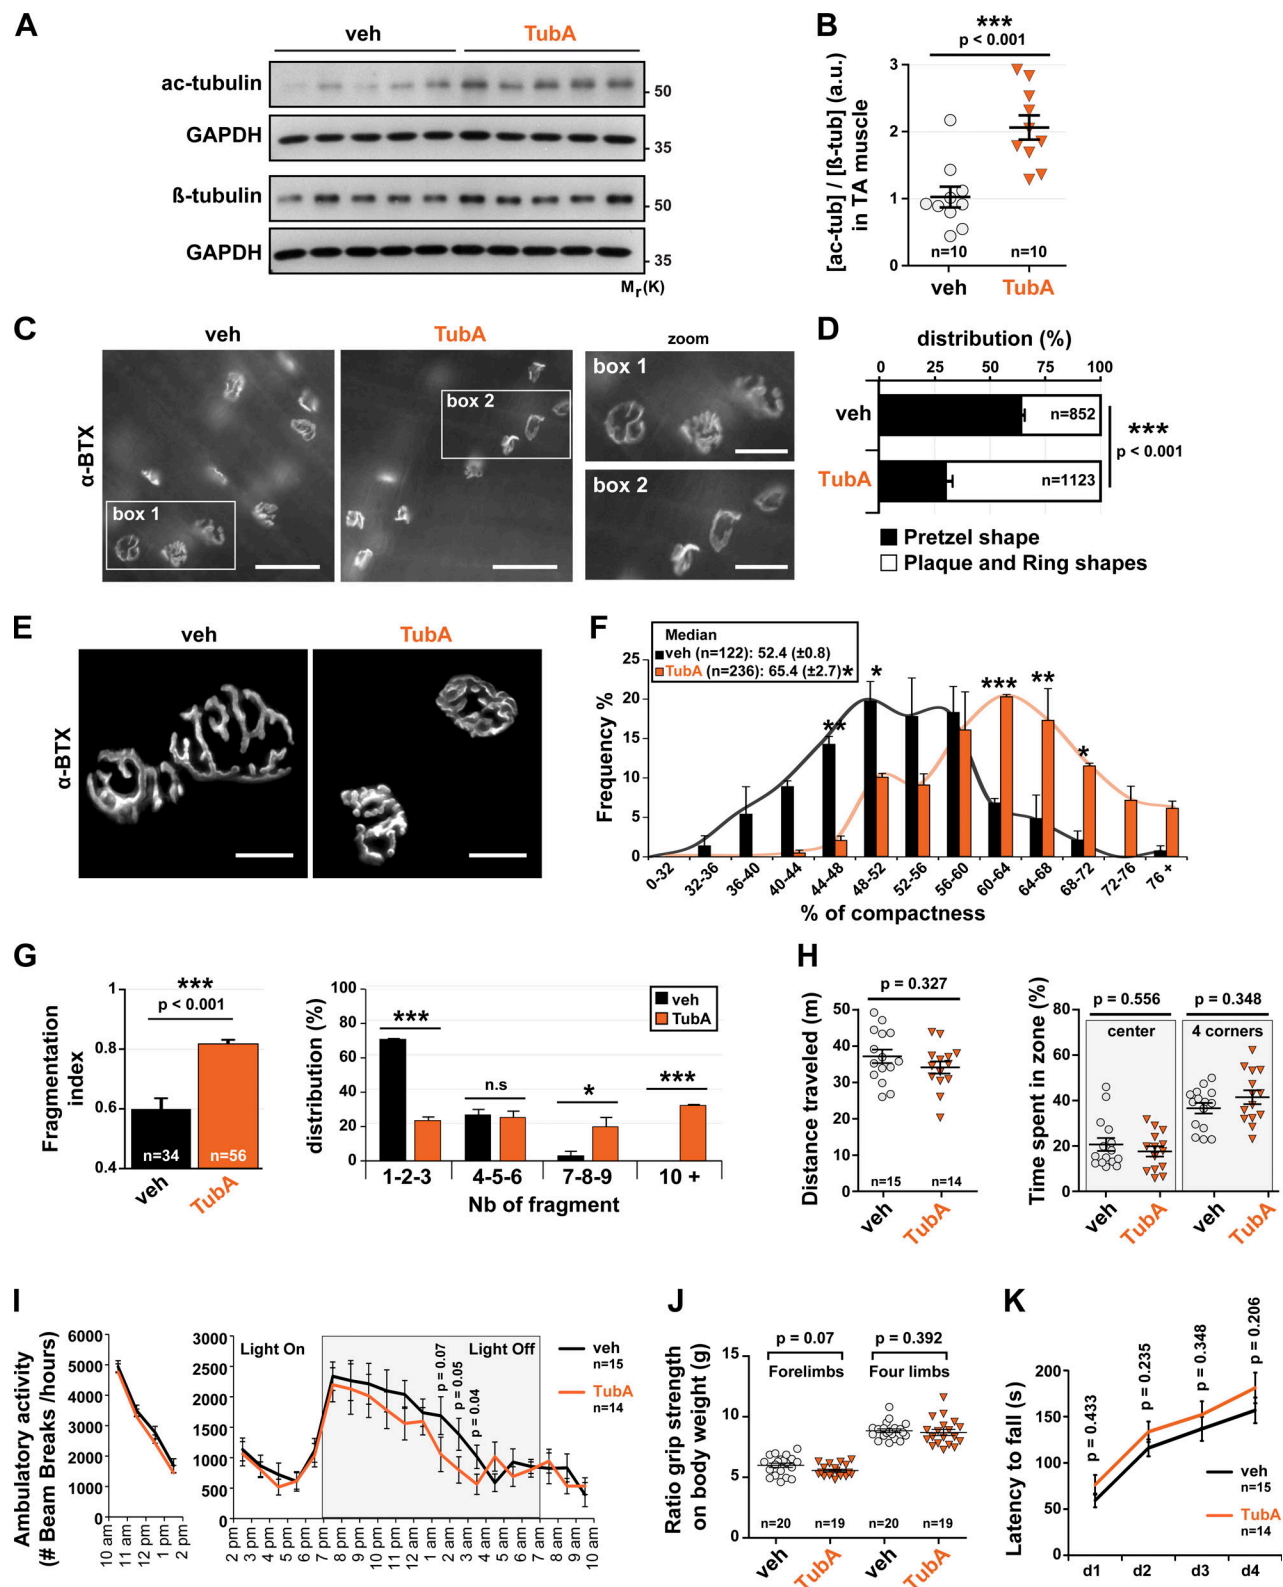 A
veh
TubA
ac-tubulin
50
GAPDH
35
ß-tubulin
50
GAPDH
35
Mr(K)
B
***
p < 0.001
[ac-tub] / [ß-tub] (a.u.)
in TA muscle
3
2
1
0
n=10
n=10
veh
TubA
C
veh
TubA
zoom
α-BTX
box 1
box 2
box 1
box 2
D
distribution (%)
0
25
50
75
100
veh
n=852
TubA
n=1123
***
p < 0.001
Pretzel shape
Plaque and Ring shapes
E
veh
TubA
α-BTX
F
Median
veh (n=122): 52.4 (±0.8)
TubA (n=236): 65.4 (±2.7)*
Frequency %
25
20
15
10
5
0
**
*
***
**
*
0-32
32-36
36-40
40-44
44-48
48-52
52-56
56-60
60-64
64-68
68-72
72-76
76 +
% of compactness
G
Fragmentation
index
1
0.8
0.6
0.4
***
p < 0.001
n=34
n=56
veh
TubA
distribution (%)
100
80
60
40
20
0
veh
TubA
***
n.s
*
***
1-2-3
4-5-6
7-8-9
10 +
Nb of fragment
H
p = 0.327
Distance traveled (m)
50
40
30
20
10
0
n=15
n=14
veh
TubA
Time spent in zone (%)
80
60
40
20
0
p = 0.556
p = 0.348
center
4 corners
veh
TubA
veh
TubA
I
Ambulatory activity
(# Beam Breaks /hours)
6000
5000
4000
3000
2000
1000
0
10 am
11 am
12 pm
1 pm
2 pm
3000
2500
2000
1500
1000
500
0
Light On
Light Off
p = 0.07
p = 0.05
p = 0.04
veh
n=15
TubA
n=14
2 pm
3 pm
4 pm
5 pm
6 pm
7 pm
8 pm
9 pm
10 pm
11 pm
12 am
1 am
2 am
3 am
4 am
5 am
6 am
7 am
8 am
9 am
10 am
J
p = 0.07
p = 0.392
Forelimbs
Four limbs
Ratio grip strength
on body weight (g)
15
10
5
0
n=20
n=19
n=20
n=19
veh
TubA
veh
TubA
K
Latency to fall (s)
200
150
100
50
0
p = 0.433
p = 0.235
p = 0.348
p = 0.206
veh
n=15
TubA
n=14
d1
d2
d3
d4